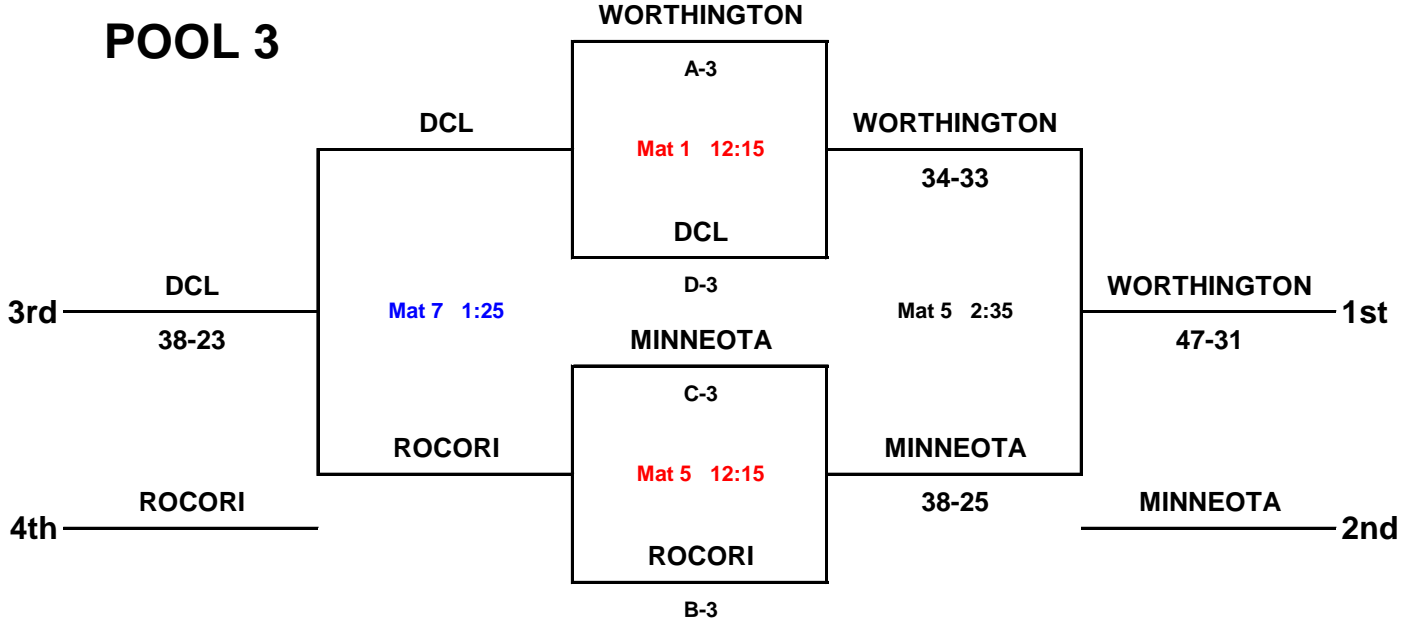 WORTHINGTON
POOL 3
A-3
DCL
WORTHINGTON
Mat 1 12:15
34-33
DCL
DCL
D-3
WORTHINGTON
3rd
Mat 7 1:25
Mat 5 2:35
1st
38-23
MINNEOTA
47-31
C-3
ROCORI
MINNEOTA
Mat 5 12:15
ROCORI
38-25
MINNEOTA
4th
2nd
ROCORI
B-3